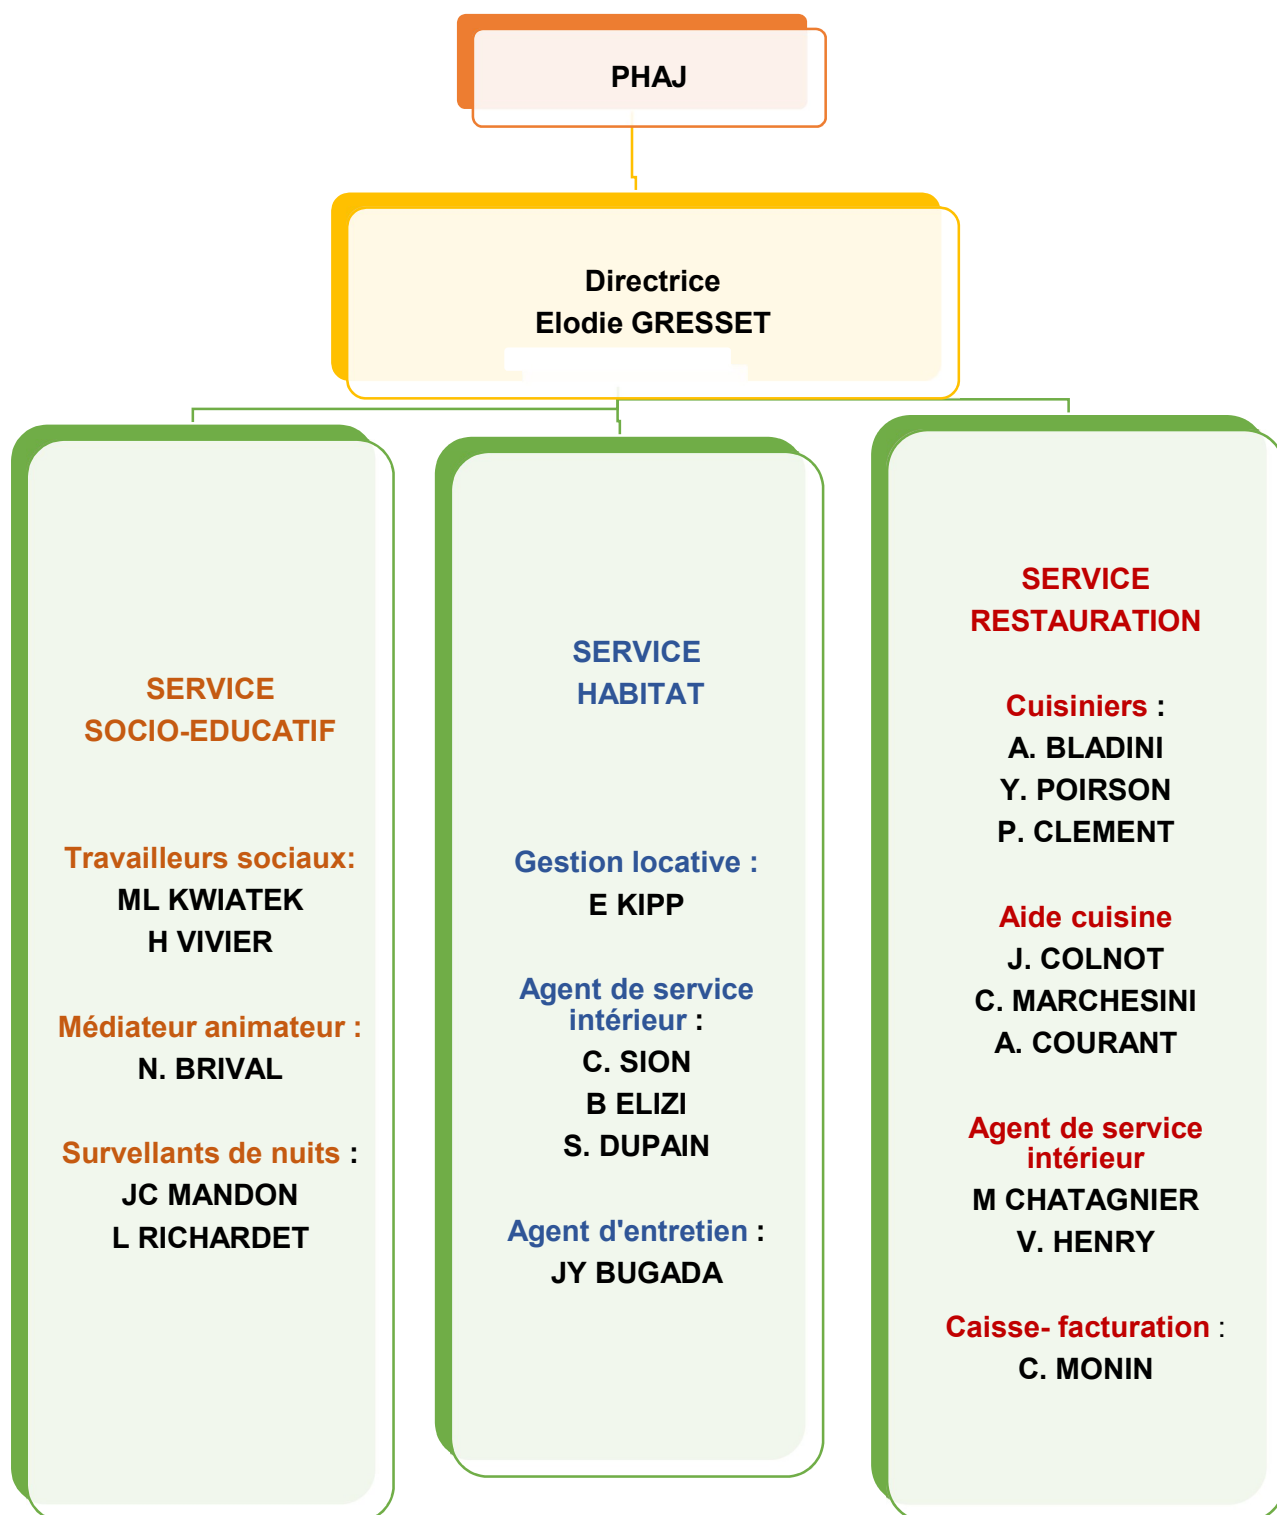 PHAJ
Directrice
Elodie GRESSET
SERVICE
SOCIO-EDUCATIF
Travailleurs sociaux:
ML KWIATEK
H VIVIER
Médiateur animateur :
N. BRIVAL
Survellants de nuits :
JC MANDON
L RICHARDET
SERVICE
HABITAT
Gestion locative :
E KIPP
Agent de service
intérieur :
C. SION
B ELIZI
S. DUPAIN
Agent d'entretien :
JY BUGADA
SERVICE
RESTAURATION
Cuisiniers :
A. BLADINI
Y. POIRSON
P. CLEMENT
Aide cuisine
J. COLNOT
C. MARCHESINI
A. COURANT
Agent de service
intérieur
M CHATAGNIER
V. HENRY
Caisse- facturation :
C. MONIN